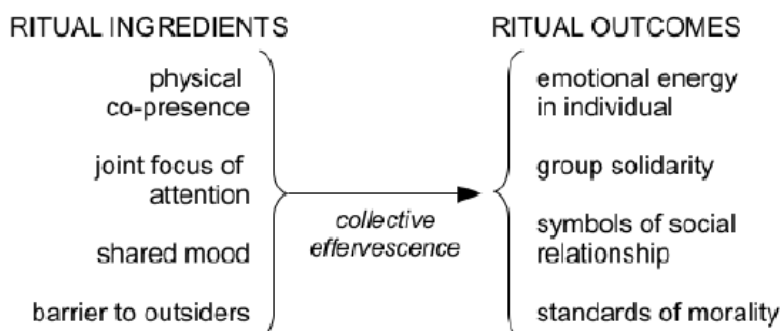 RITUAL INGREDIENTS
physical
co-presence
joint focus of
attention
shared mood
barrier to outsiders
collective
effervescence
RITUAL OUTCOMES
emotional energy
in individual
group solidarity
symbols of social
relationship
standards of morality